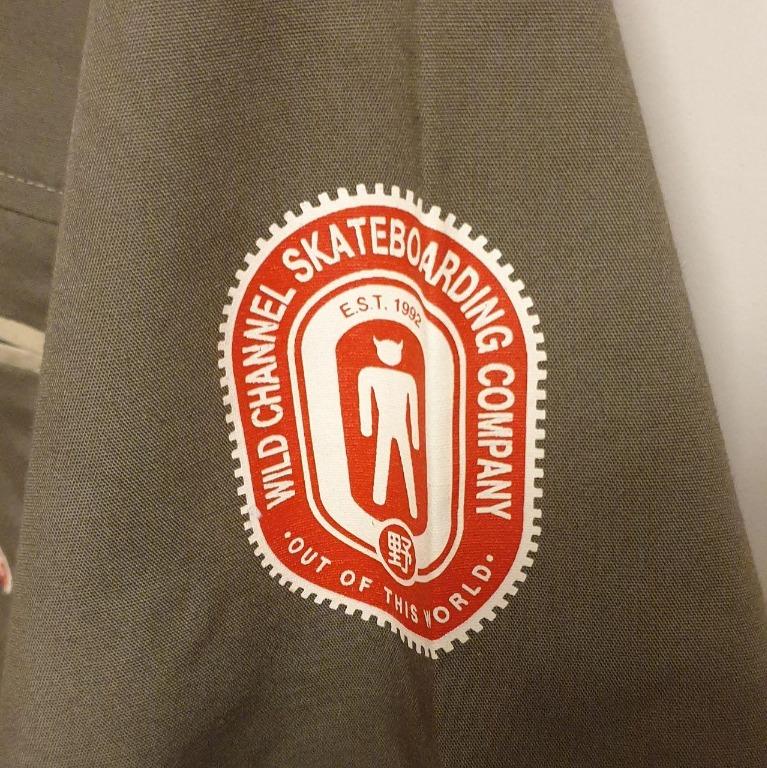 WILD CHANNEL SKATEBOARDING COMPANY
E.S.T. 1992
野
·OUT OF THIS WORLD·